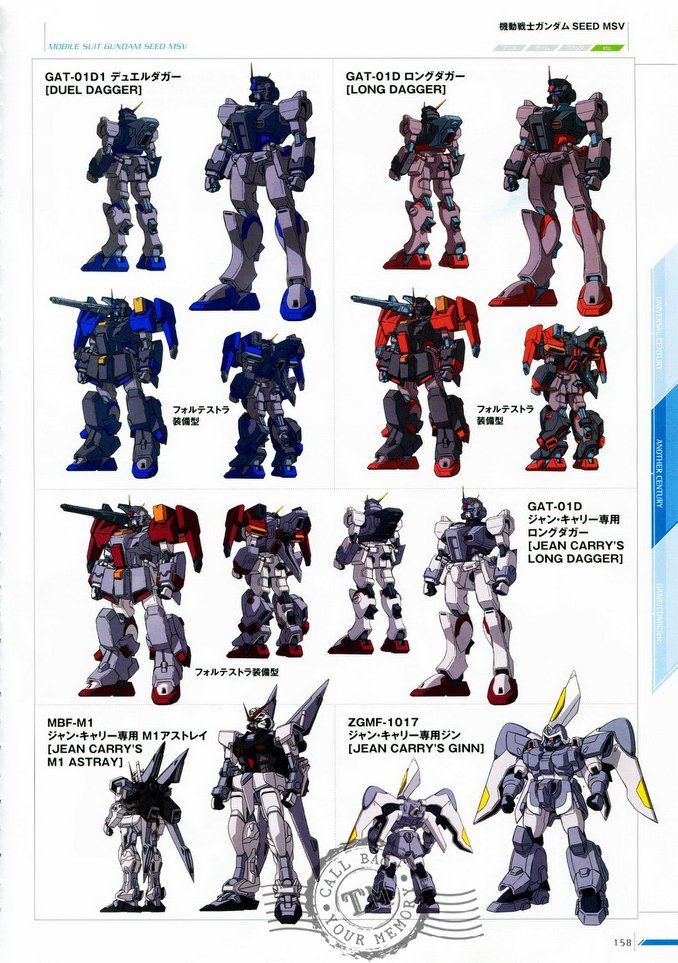 MOBILE SUIT GUNDAM SEED MSV
機動戦士ガンダム SEED MSV
etc.
GAT-01D1 デュエルダガー
[DUEL DAGGER]
フォルテストラ
装備型
GAT-01D ロングダガー
[LONG DAGGER]
フォルテストラ
装備型
フォルテストラ装備型
GAT-01D
ジャン・キャリー専用
ロングダガー
[JEAN CARRY'S
LONG DAGGER]
MBF-M1
ジャン・キャリー専用 M1アストレイ
[JEAN CARRY'S
M1 ASTRAY]
ZGMF-1017
ジャン・キャリー専用ジン
[JEAN CARRY'S GINN]
UNIVERSAL CENTURY
ANOTHER CENTURY
GAME/COMIC/etc
CALL BA
TM
YOUR MEMORY
158